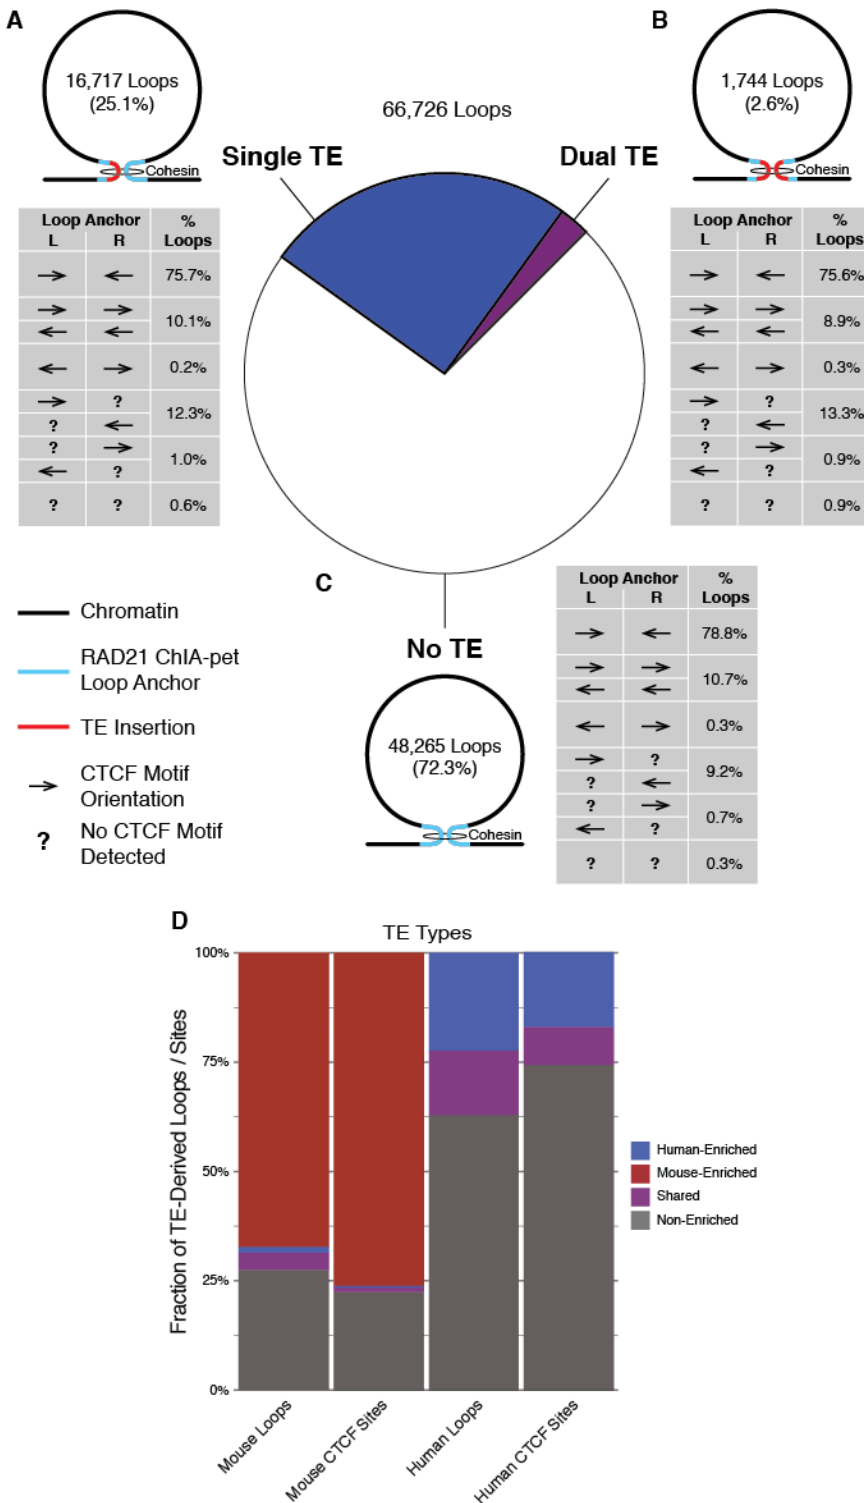 A
16,717 Loops
(25.1%)
Cohesin
Loop Anchor %
L R Loops
→ ← 75.7%
→ → 10.1%
← ←
← → 0.2%
→ ? 12.3%
? ←
? → 1.0%
← ?
? ? 0.6%
66,726 Loops
Single TE
Dual TE
B
1,744 Loops
(2.6%)
Cohesin
Loop Anchor %
L R Loops
→ ← 75.6%
→ → 8.9%
← ←
← → 0.3%
→ ? 13.3%
? ←
? → 0.9%
← ?
? ? 0.9%
Chromatin
RAD21 ChIA-pet
Loop Anchor
TE Insertion
→ CTCF Motif
Orientation
? No CTCF Motif
Detected
C
No TE
48,265 Loops
(72.3%)
Cohesin
Loop Anchor %
L R Loops
→ ← 78.8%
→ → 10.7%
← ←
← → 0.3%
→ ? 9.2%
? ←
? → 0.7%
← ?
? ? 0.3%
D
TE Types
Fraction of TE-Derived Loops / Sites
100%
75%
50%
25%
0%
Mouse Loops
Mouse CTCF Sites
Human Loops
Human CTCF Sites
Human-Enriched
Mouse-Enriched
Shared
Non-Enriched